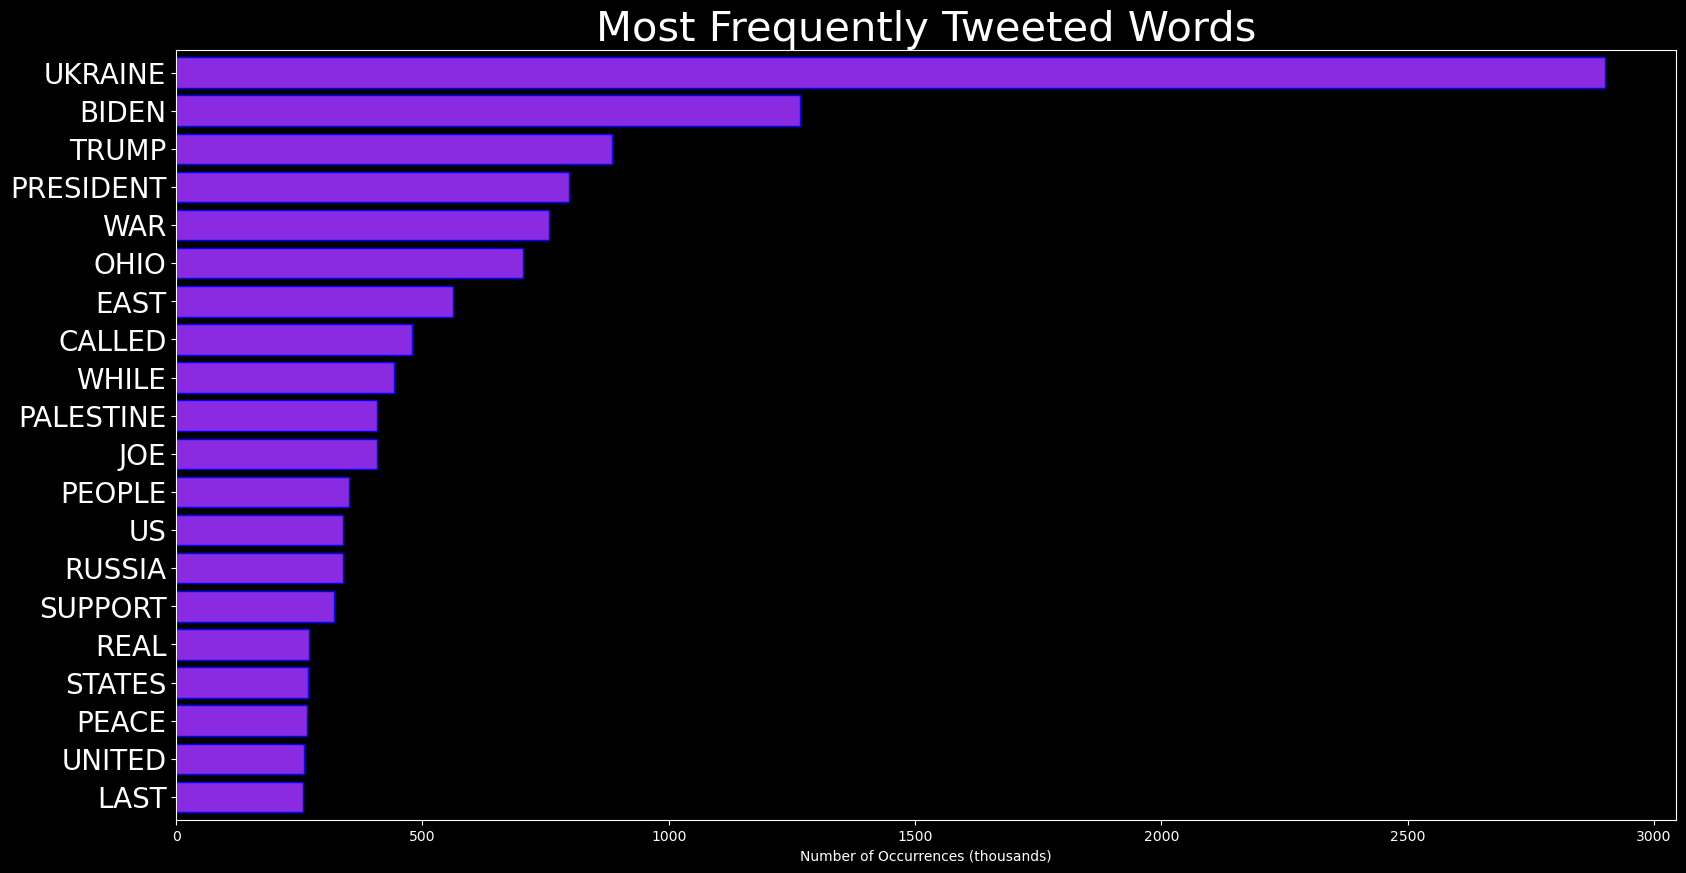 Most Frequently Tweeted Words
UKRAINE
BIDEN
TRUMP
PRESIDENT
WAR
OHIO
EAST
CALLED
WHILE
PALESTINE
JOE
PEOPLE
US
RUSSIA
SUPPORT
REAL
STATES
PEACE
UNITED
LAST
0 500 1000 1500 2000 2500 3000
Number of Occurrences (thousands)